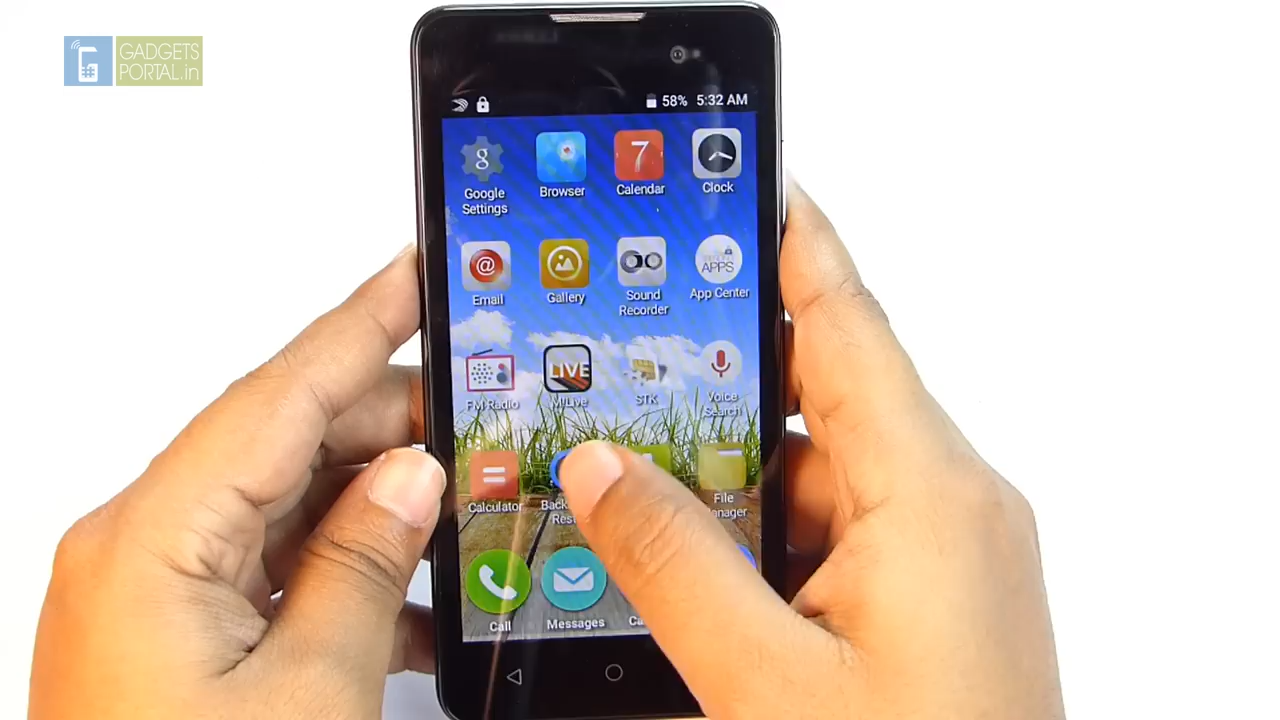 GADGETS
PORTAL.in
58% 5:32 AM
g
7
Google
Settings
Browser
Calendar
Clock
@
APPS
Email
Gallery
Sound
Recorder
App Center
LIVE
FM Radio
M!Live
STK
Voice
Search
Calculator
File
Call
Messages